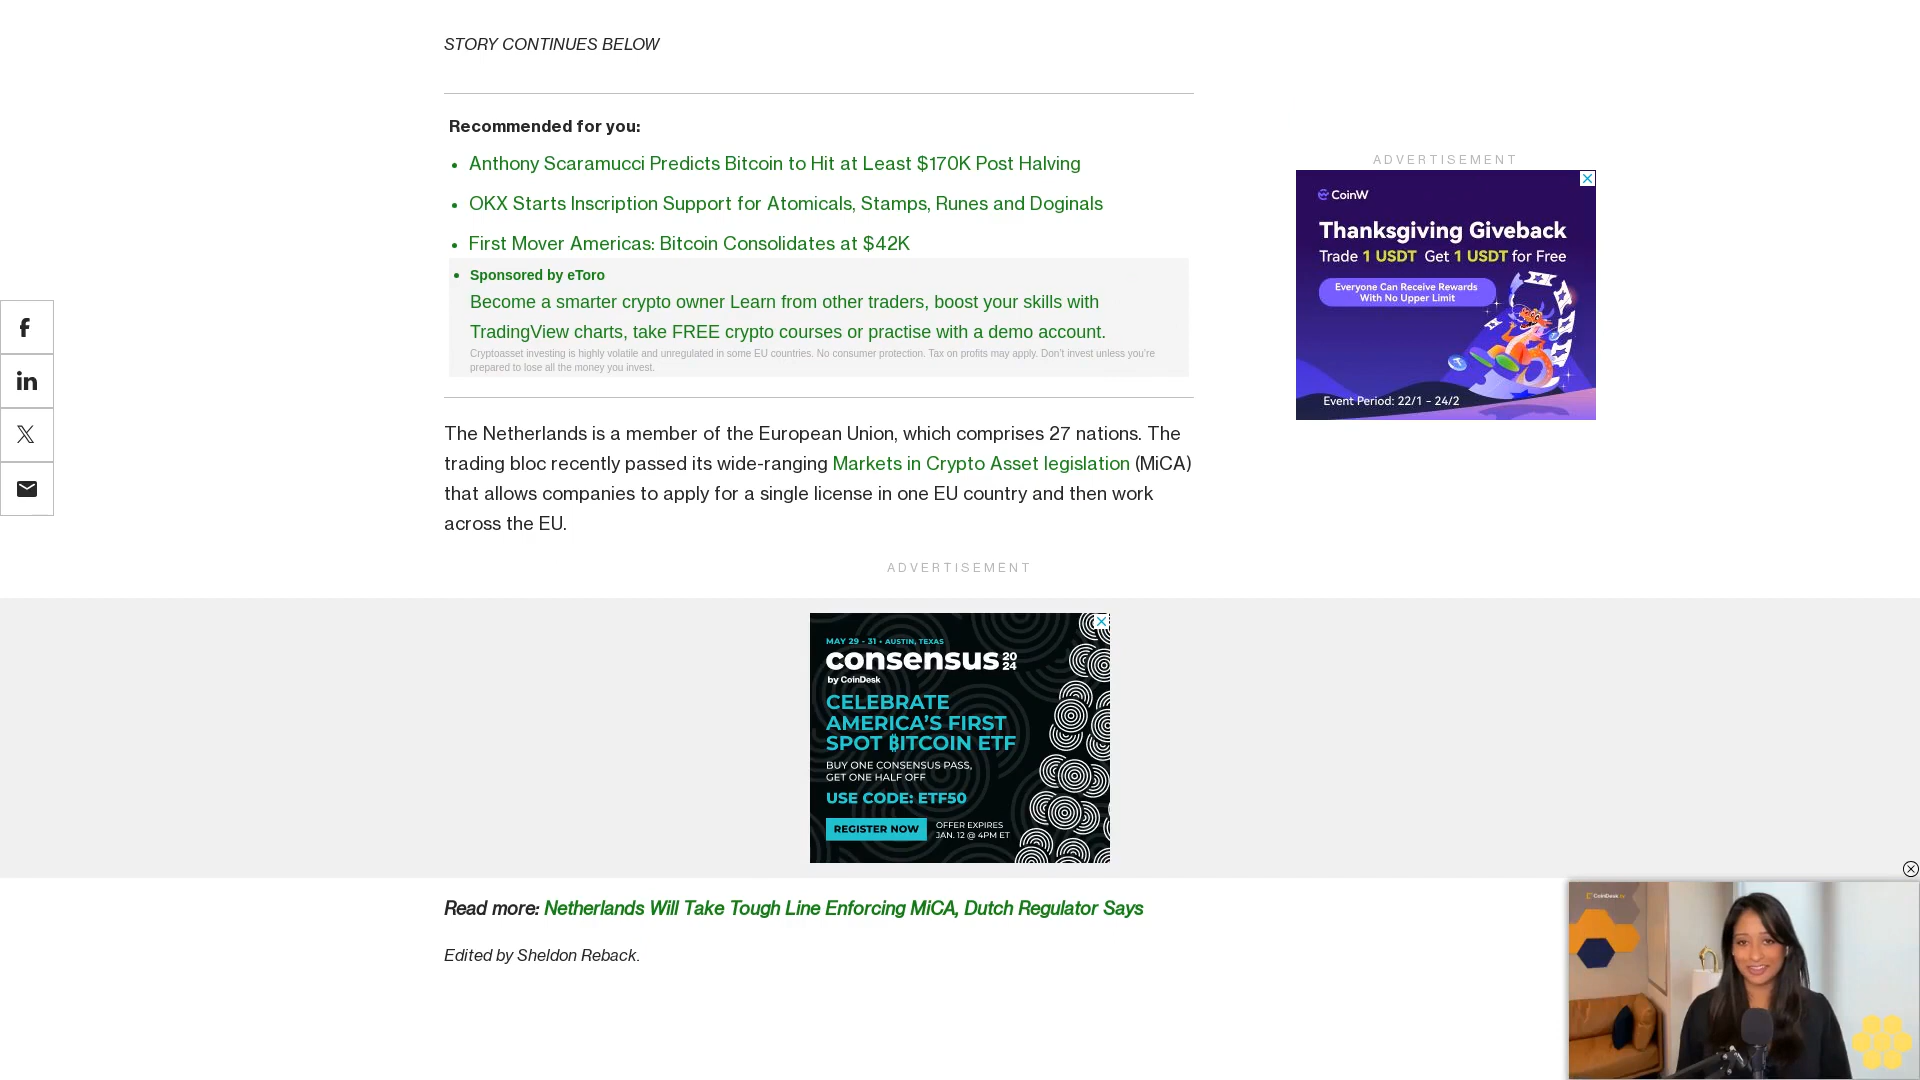 STORY CONTINUES BELOW
Recommended for you:
Anthony Scaramucci Predicts Bitcoin to Hit at Least $170K Post Halving
OKX Starts Inscription Support for Atomicals, Stamps, Runes and Doginals
First Mover Americas: Bitcoin Consolidates at $42K
Sponsored by eToro
Become a smarter crypto owner Learn from other traders, boost your skills with
TradingView charts, take FREE crypto courses or practise with a demo account.
Cryptoasset investing is highly volatile and unregulated in some EU countries. No consumer protection. Tax on profits may apply. Don't invest unless you're
prepared to lose all the money you invest.
ADVERTISEMENT
CoinW
Thanksgiving Giveback
Trade 1 USDT Get 1 USDT for Free
Everyone Can Receive Rewards
With No Upper Limit
Event Period: 22/1 - 24/2
The Netherlands is a member of the European Union, which comprises 27 nations. The
trading bloc recently passed its wide-ranging Markets in Crypto Asset legislation (MiCA)
that allows companies to apply for a single license in one EU country and then work
across the EU.
ADVERTISEMENT
MAY 29 - 31 • AUSTIN, TEXAS
consensus 2024
by CoinDesk
CELEBRATE
AMERICA'S FIRST
SPOT ₿ITCOIN ETF
BUY ONE CONSENSUS PASS,
GET ONE HALF OFF
USE CODE: ETF50
REGISTER NOW
OFFER EXPIRES
JAN. 12 @ 4PM ET
Read more: Netherlands Will Take Tough Line Enforcing MiCA, Dutch Regulator Says
Edited by Sheldon Reback.
CoinDesk